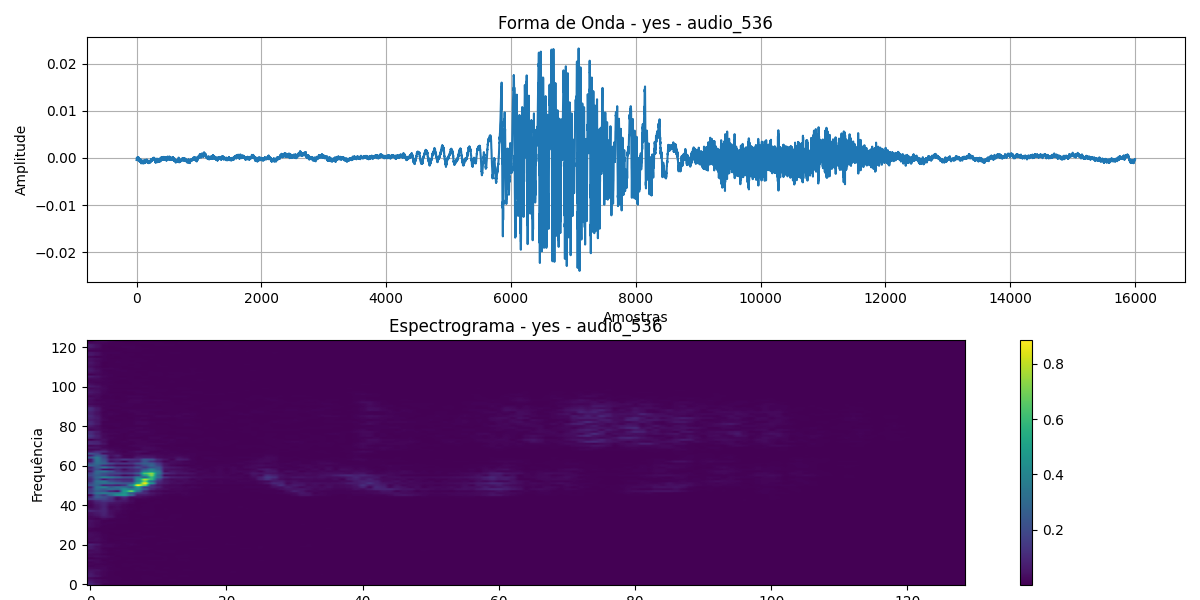 Forma de Onda - yes - audio_536
0.02
0.01
0.00
−0.01
−0.02
Amplitude
0 2000 4000 6000 8000 10000 12000 14000 16000
Amostras
Espectrograma - yes - audio_536
120
100
80
60
40
20
0
Frequência
0 20 40 60 80 100 120
0.8
0.6
0.4
0.2